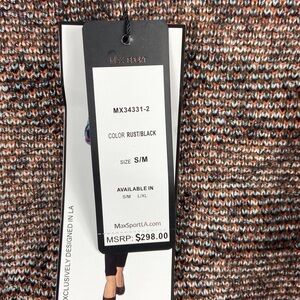 MX34331-2
COLOR RUST/BLACK
SIZE S/M
AVAILABLE IN
S/M L/XL
MaxSportLA.com
MSRP: $298.00
EXCLUSIVELY DESIGNED IN LA